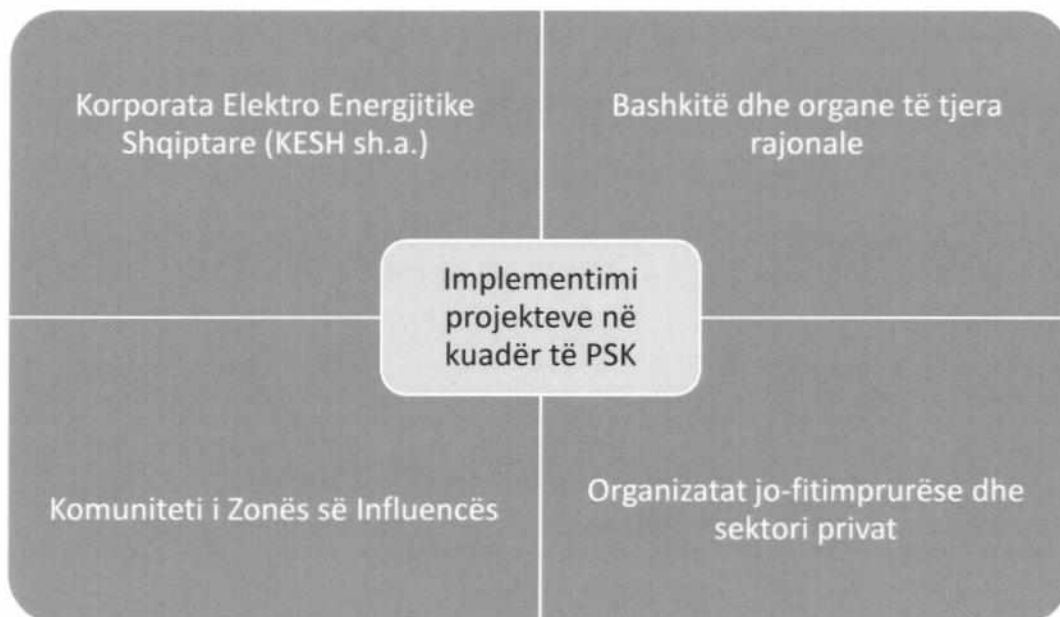 Korporata Elektro Energjitike
Shqiptare (KESH sh.a.)
Bashkitë dhe organe të tjera
rajonale
Implementimi
projekteve në
kuadër të PSK
Komuniteti i Zonës së Influencës
Organizatat jo-fitimprurëse dhe
sektori privat